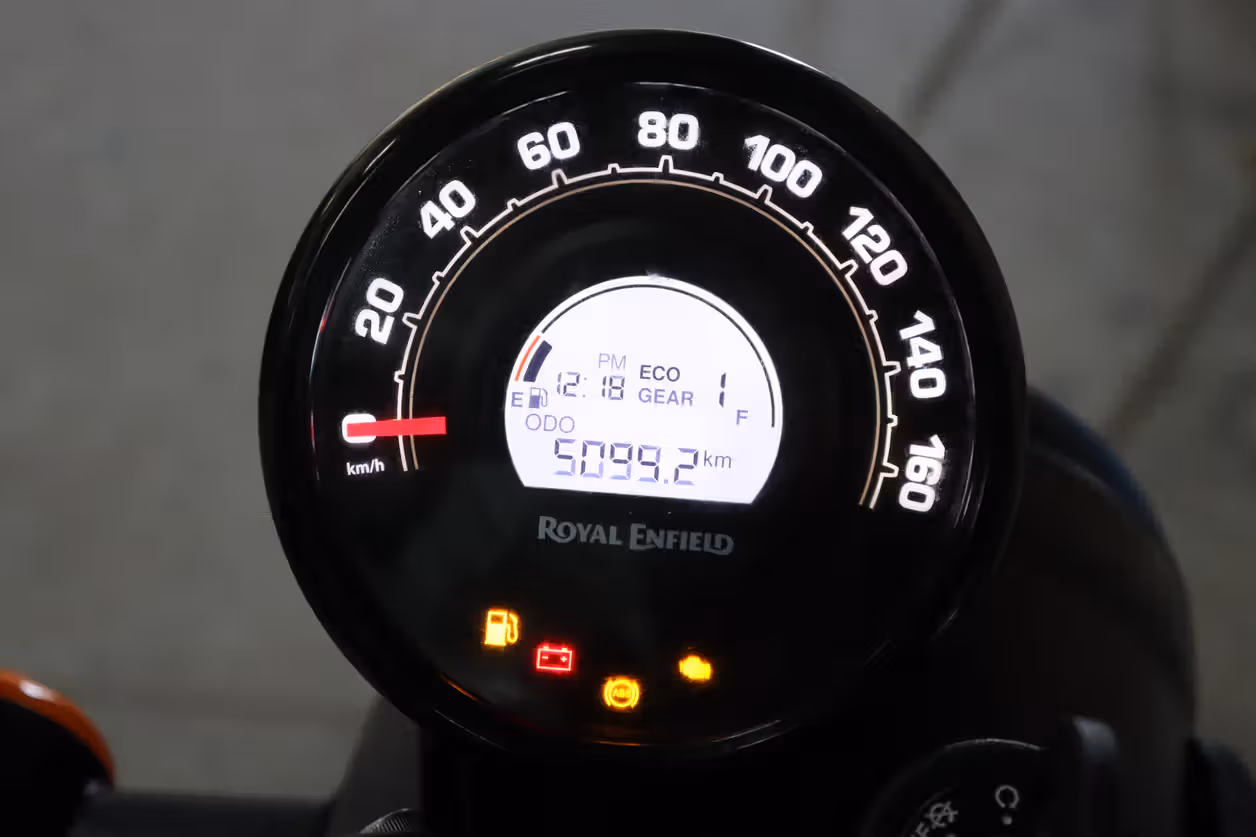 80
60
100
40
120
20
140
160
0
km/h
PM
12:18
ECO
GEAR
1
E
F
ODO
5099.2 km
ROYAL ENFIELD
ABS